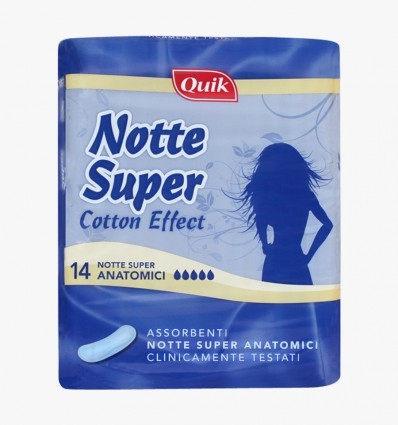 Quik
Notte
Super
Cotton Effect
14 NOTTE SUPER
ANATOMICI
ASSORBENTI
NOTTE SUPER ANATOMICI
CLINICAMENTE TESTATI